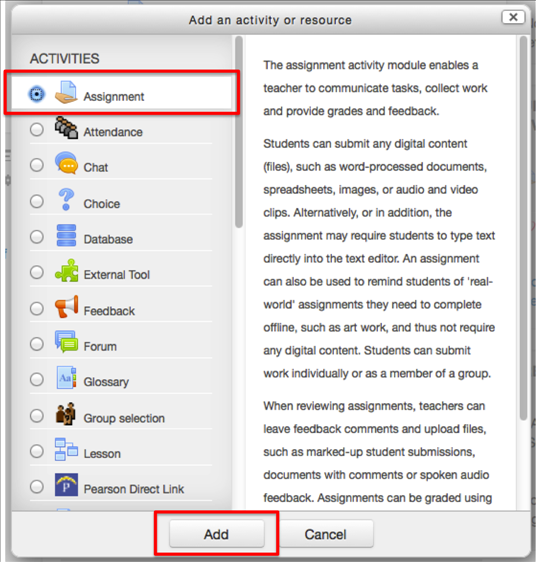 Add an activity or resource
ACTIVITIES
Assignment
Attendance
Chat
Choice
Database
External Tool
Feedback
Forum
Glossary
Group selection
Lesson
Pearson Direct Link
The assignment activity module enables a
teacher to communicate tasks, collect work
and provide grades and feedback.
Students can submit any digital content
(files), such as word-processed documents,
spreadsheets, images, or audio and video
clips. Alternatively, or in addition, the
assignment may require students to type text
directly into the text editor. An assignment
can also be used to remind students of 'real-
world' assignments they need to complete
offline, such as art work, and thus not require
any digital content. Students can submit
work individually or as a member of a group.
When reviewing assignments, teachers can
leave feedback comments and upload files,
such as marked-up student submissions,
documents with comments or spoken audio
feedback. Assignments can be graded using
Add
Cancel